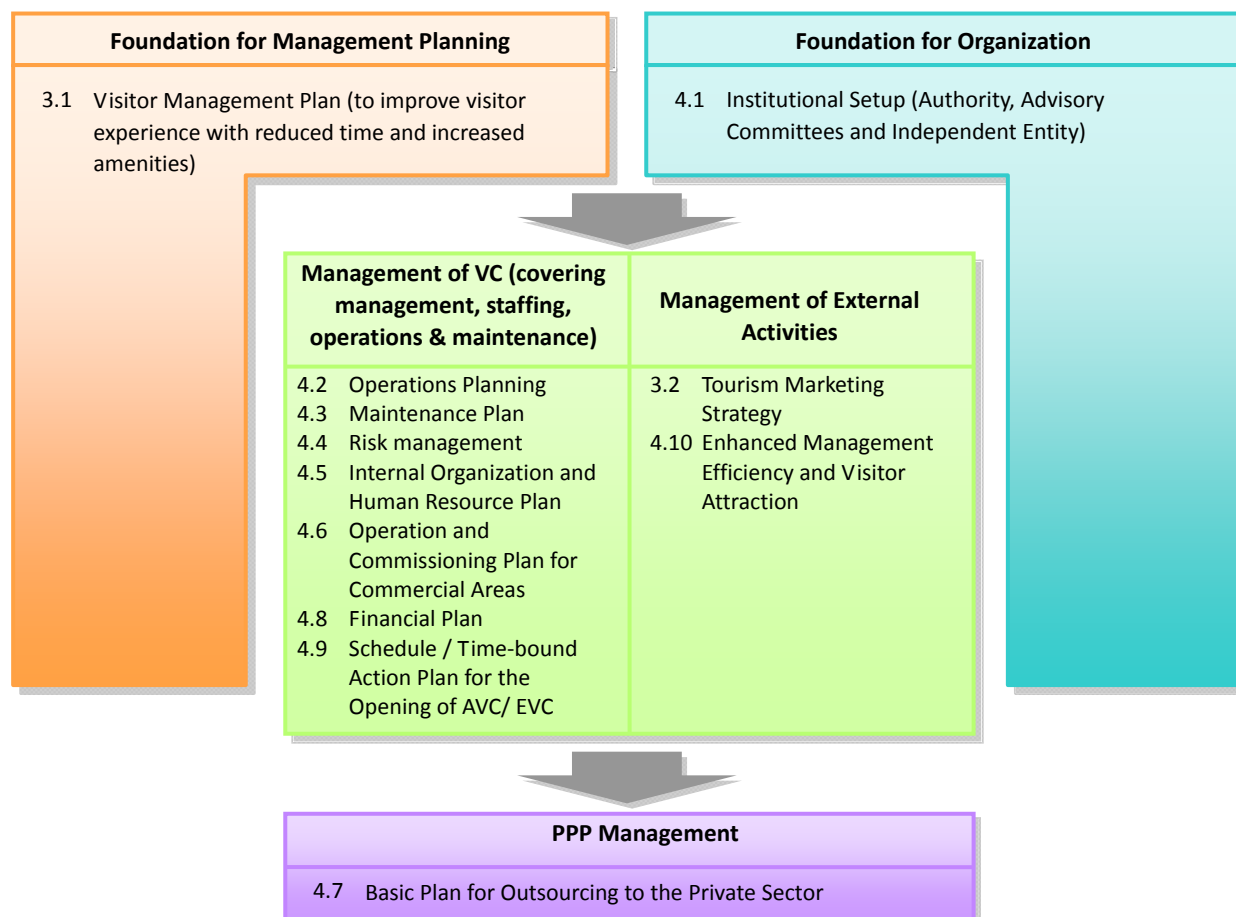 Foundation for Management Planning
3.1 Visitor Management Plan (to improve visitor
experience with reduced time and increased
amenities)
Foundation for Organization
4.1 Institutional Setup (Authority, Advisory
Committees and Independent Entity)
Management of VC (covering
management, staffing,
operations & maintenance)
4.2 Operations Planning
4.3 Maintenance Plan
4.4 Risk management
4.5 Internal Organization and
Human Resource Plan
4.6 Operation and
Commissioning Plan for
Commercial Areas
4.8 Financial Plan
4.9 Schedule / Time-bound
Action Plan for the
Opening of AVC/ EVC
Management of External
Activities
3.2 Tourism Marketing
Strategy
4.10 Enhanced Management
Efficiency and Visitor
Attraction
PPP Management
4.7 Basic Plan for Outsourcing to the Private Sector